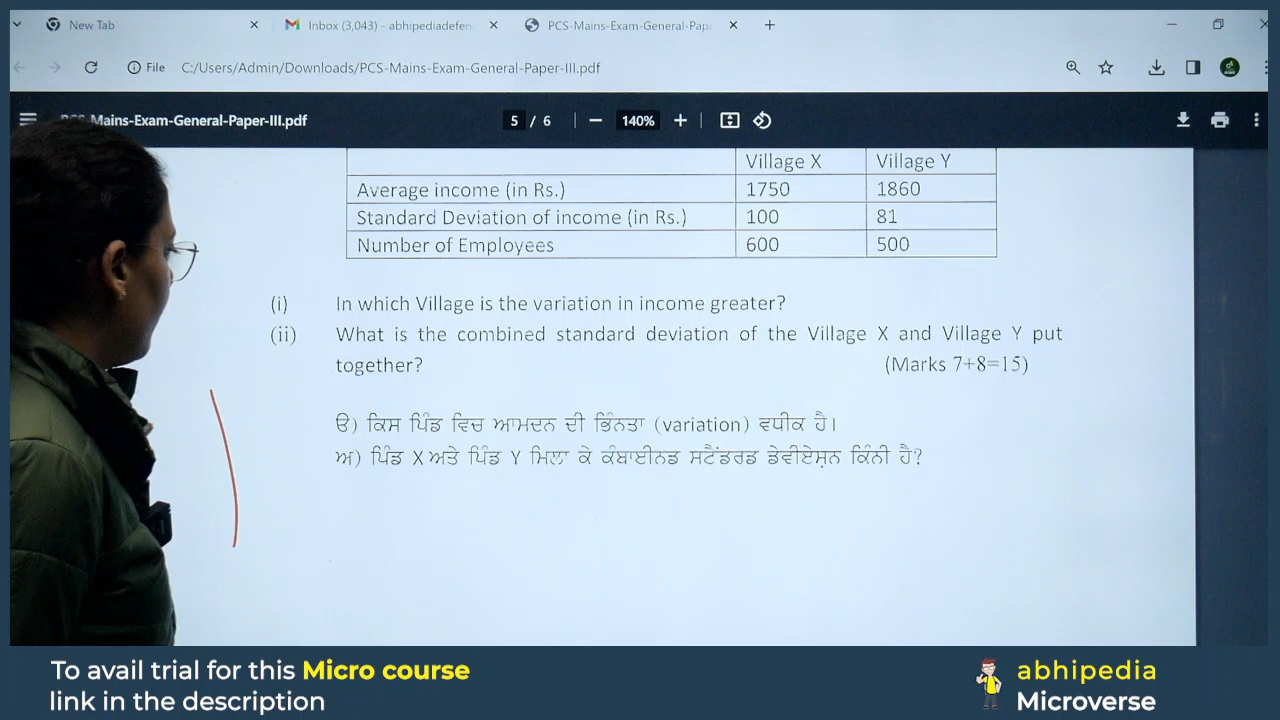 New Tab
Inbox (3,043) - abhipediadefen
PCS-Mains-Exam-General-Pap
File C:/Users/Admin/Downloads/PCS-Mains-Exam-General-Paper-III.pdf
-Mains-Exam-General-Paper-III.pdf
5 / 6 140%
Village X Village Y
Average income (in Rs.) 1750 1860
Standard Deviation of income (in Rs.) 100 81
Number of Employees 600 500
(i) In which Village is the variation in income greater?
(ii) What is the combined standard deviation of the Village X and Village Y put
together? (Marks 7+8=15)
ੳ) ਕਿਸ ਪਿੰਡ ਵਿਚ ਆਮਦਨ ਦੀ ਭਿੰਨਤਾ (variation) ਵਧੀਕ ਹੈ।
ਅ) ਪਿੰਡ X ਅਤੇ ਪਿੰਡ Y ਮਿਲਾ ਕੇ ਕੰਬਾਈਨਡ ਸਟੈਂਡਰਡ ਡੇਵੀਏਸ਼ਨ ਕਿੰਨੀ ਹੈ?
To avail trial for this Micro course
link in the description
abhipedia
Microverse